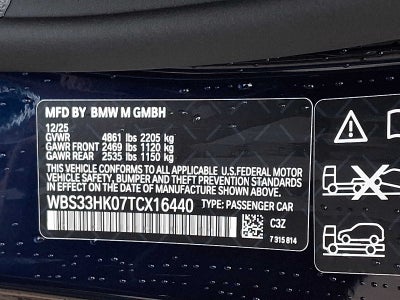 MFD BY BMW M GMBH
12/25
GVWR 4861 lbs 2205 kg
GAWR FRONT 2469 lbs 1120 kg
GAWR REAR 2535 lbs 1150 kg
THIS VEHICLE CONFORMS TO ALL APPLICABLE U.S. FEDERAL MOTOR
VEHICLE SAFETY, BUMPER AND THEFT PREVENTION STANDARDS
IN EFFECT ON THE DATE OF MANUFACTURE SHOWN ABOVE.
WBS33HK07TCX16440 TYPE: PASSENGER CAR
C3Z
7 315 814